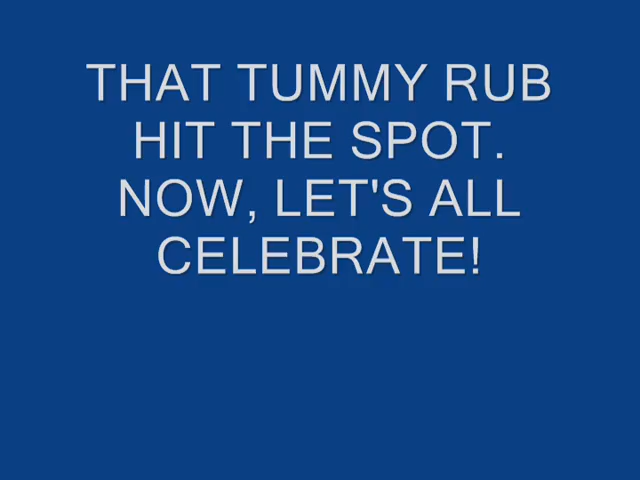 THAT TUMMY RUB
HIT THE SPOT.
NOW, LET'S ALL
CELEBRATE!